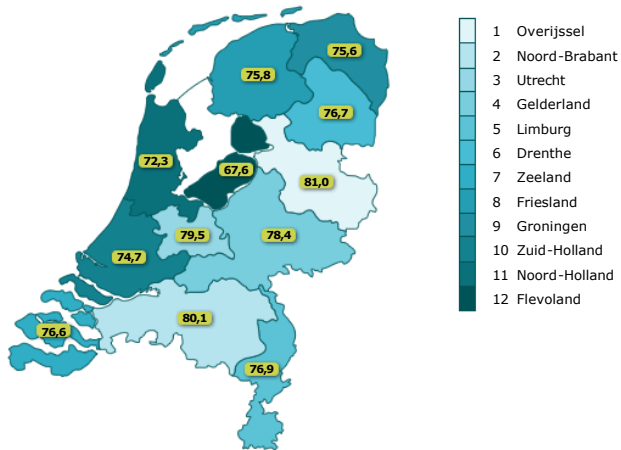 75,6
75,8
76,7
72,3
67,6
81,0
79,5
78,4
74,7
80,1
76,6
76,9
1 Overijssel
2 Noord-Brabant
3 Utrecht
4 Gelderland
5 Limburg
6 Drenthe
7 Zeeland
8 Friesland
9 Groningen
10 Zuid-Holland
11 Noord-Holland
12 Flevoland